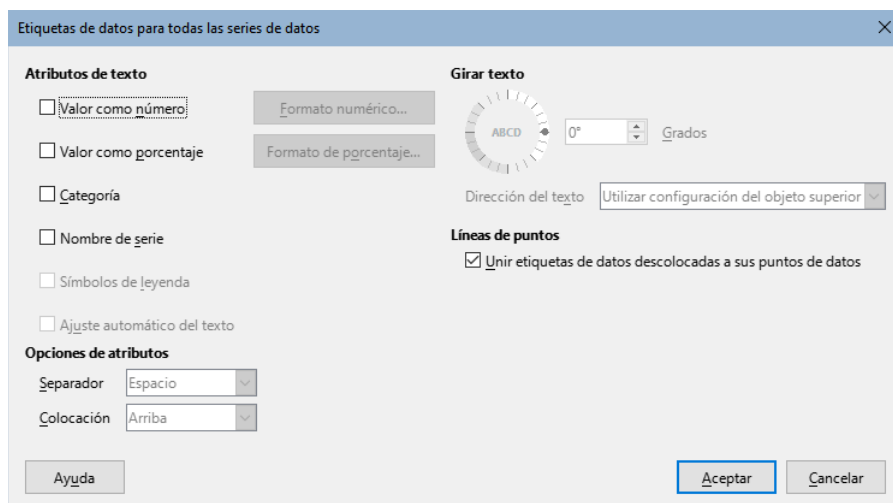 Etiquetas de datos para todas las series de datos
Atributos de texto
Valor como número
Formato numérico...
Valor como porcentaje
Formato de porcentaje...
Categoría
Nombre de serie
Símbolos de leyenda
Ajuste automático del texto
Opciones de atributos
Separador Espacio
Colocación Arriba
Girar texto
ABCD
0° Grados
Dirección del texto Utilizar configuración del objeto superior
Líneas de puntos
Unir etiquetas de datos descolocadas a sus puntos de datos
Ayuda
Aceptar
Cancelar